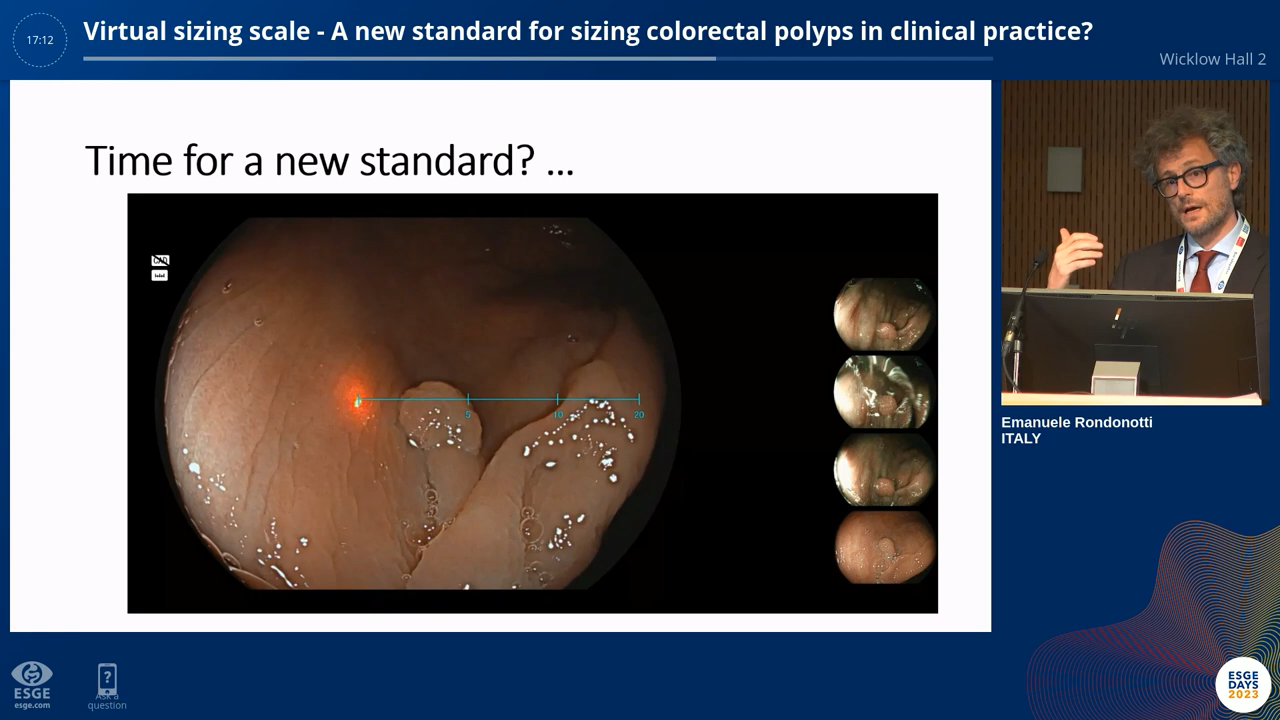 17:12
Virtual sizing scale - A new standard for sizing colorectal polyps in clinical practice?
Wicklow Hall 2
Time for a new standard? ...
CAD
5
10
20
Emanuele Rondonotti
ITALY
ESGE
esge.com
?
Ask a
question
ESGE
DAYS
2023